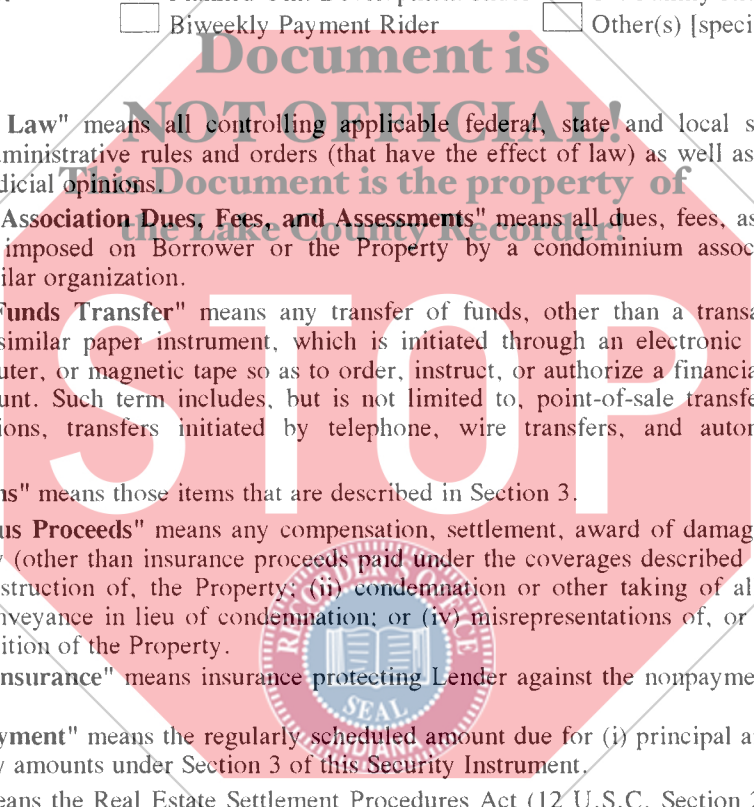 Biweekly Payment Rider Other(s) [speci
Document is
NOT OFFICIAL!
This Document is the property of
the Lake County Recorder!
STOP
Law" means all controlling applicable federal, state and local s
ministrative rules and orders (that have the effect of law) as well as
dicial opinions.
Association Dues, Fees, and Assessments" means all dues, fees, as
imposed on Borrower or the Property by a condominium assoc
ilar organization.
Funds Transfer" means any transfer of funds, other than a transa
similar paper instrument, which is initiated through an electronic
uter, or magnetic tape so as to order, instruct, or authorize a financia
unt. Such term includes, but is not limited to, point-of-sale transfe
ions, transfers initiated by telephone, wire transfers, and autom
ns" means those items that are described in Section 3.
us Proceeds" means any compensation, settlement, award of damag
y (other than insurance proceeds paid under the coverages described
struction of, the Property; (ii) condemnation or other taking of al
nveyance in lieu of condemnation; or (iv) misrepresentations of, or
ition of the Property.
nsurance" means insurance protecting Lender against the nonpayme
yment" means the regularly scheduled amount due for (i) principal a
y amounts under Section 3 of this Security Instrument.
eans the Real Estate Settlement Procedures Act (12 U.S.C. Section 2
RECORDER'S OFFICE
SEAL
INDIANA